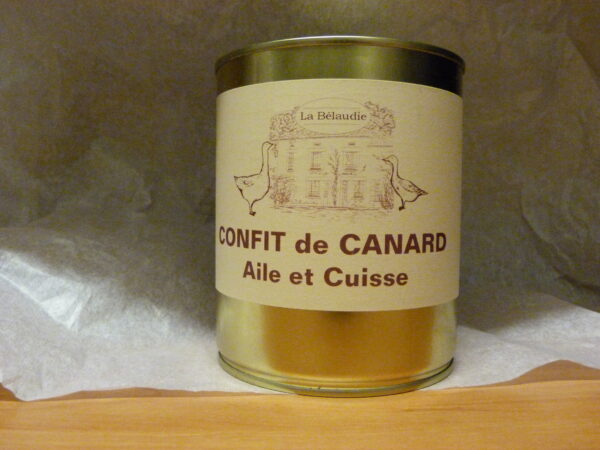 La Bélaudie
CONFIT de CANARD
Aile et Cuisse